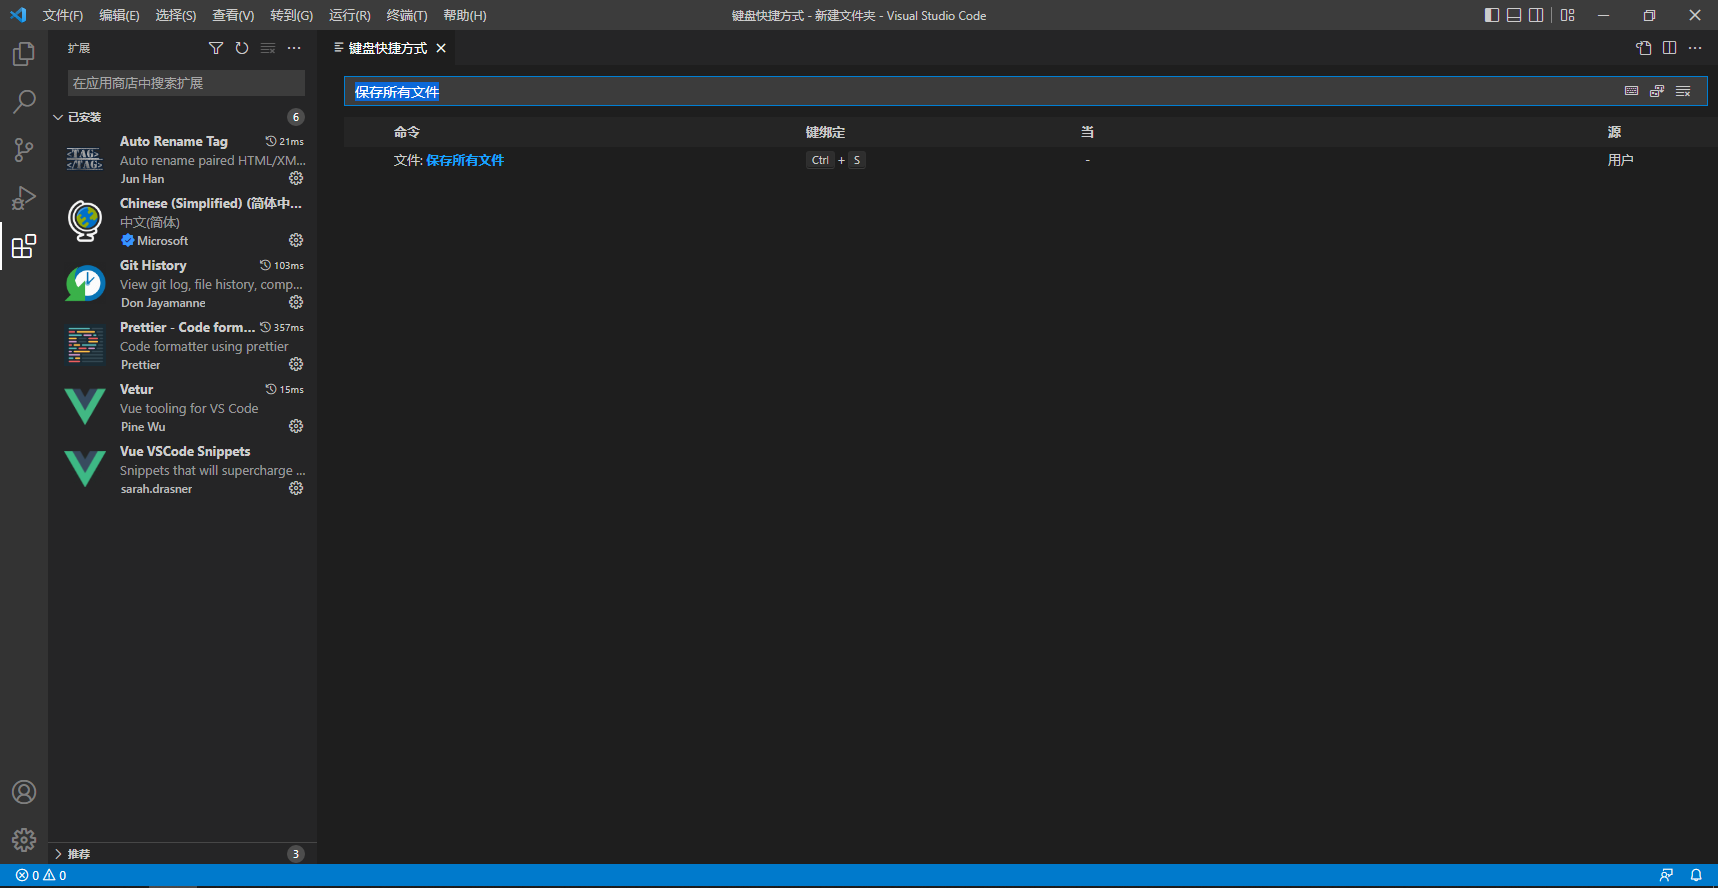 文件(F) 编辑(E) 选择(S) 查看(V) 转到(G) 运行(R) 终端(T) 帮助(H) 键盘快捷方式 - 新建文件夹 - Visual Studio Code
扩展
键盘快捷方式
在应用商店中搜索扩展
保存所有文件
已安装 6
命令 键绑定 当 源
文件: 保存所有文件 Ctrl + S - 用户
Auto Rename Tag 21ms
Auto rename paired HTML/XM...
Jun Han
Chinese (Simplified) (简体中...
中文(简体)
Microsoft
Git History 103ms
View git log, file history, comp...
Don Jayamanne
Prettier - Code form... 357ms
Code formatter using prettier
Prettier
Vetur 15ms
Vue tooling for VS Code
Pine Wu
Vue VSCode Snippets
Snippets that will supercharge ...
sarah.drasner
推荐 3
0 0
<TAG>
</TAG>